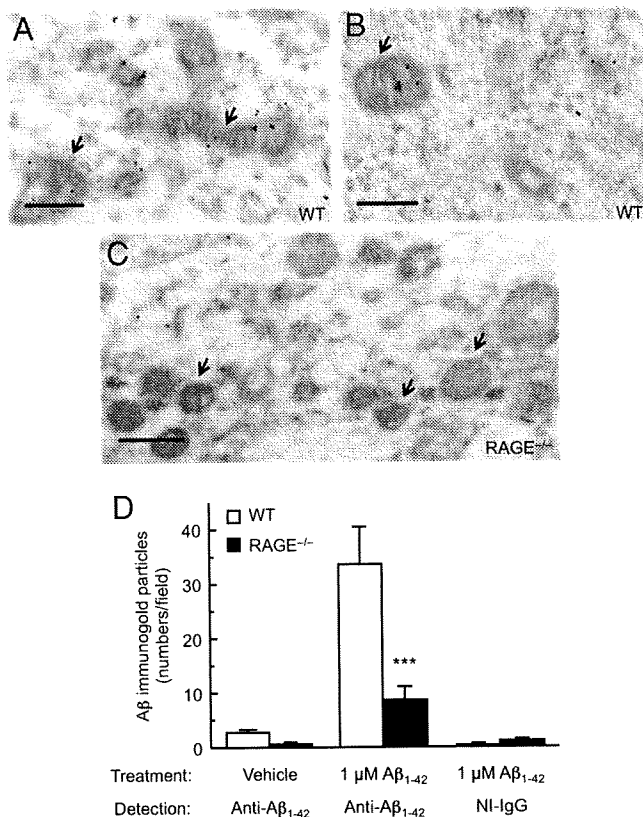 A
WT
B
WT
C
RAGE⁻/⁻
D
WT
RAGE⁻/⁻
Aβ immunogold particles
(numbers/field)
40
30
20
10
0
***
Treatment: Vehicle 1 µM Aβ₁₋₄₂ 1 µM Aβ₁₋₄₂
Detection: Anti-Aβ₁₋₄₂ Anti-Aβ₁₋₄₂ NI-IgG